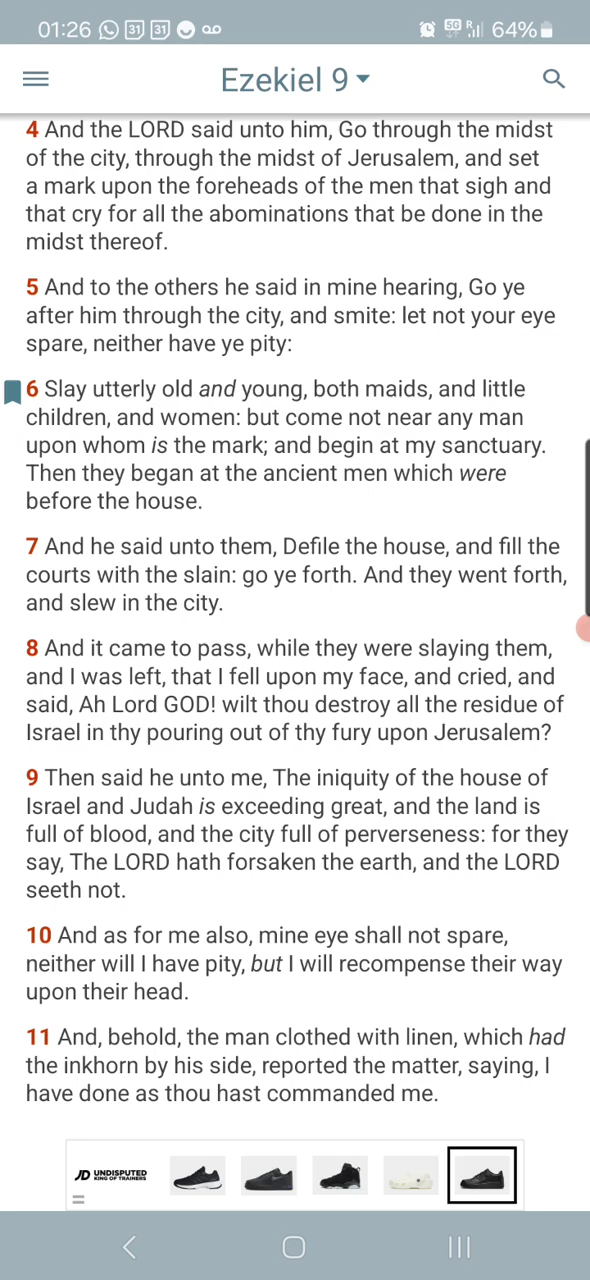 01:26 31 31 5G R 64%
Ezekiel 9
4 And the LORD said unto him, Go through the midst
of the city, through the midst of Jerusalem, and set
a mark upon the foreheads of the men that sigh and
that cry for all the abominations that be done in the
midst thereof.
5 And to the others he said in mine hearing, Go ye
after him through the city, and smite: let not your eye
spare, neither have ye pity:
6 Slay utterly old and young, both maids, and little
children, and women: but come not near any man
upon whom is the mark; and begin at my sanctuary.
Then they began at the ancient men which were
before the house.
7 And he said unto them, Defile the house, and fill the
courts with the slain: go ye forth. And they went forth,
and slew in the city.
8 And it came to pass, while they were slaying them,
and I was left, that I fell upon my face, and cried, and
said, Ah Lord GOD! wilt thou destroy all the residue of
Israel in thy pouring out of thy fury upon Jerusalem?
9 Then said he unto me, The iniquity of the house of
Israel and Judah is exceeding great, and the land is
full of blood, and the city full of perverseness: for they
say, The LORD hath forsaken the earth, and the LORD
seeth not.
10 And as for me also, mine eye shall not spare,
neither will I have pity, but I will recompense their way
upon their head.
11 And, behold, the man clothed with linen, which had
the inkhorn by his side, reported the matter, saying, I
have done as thou hast commanded me.
JD UNDISPUTED
KING OF TRAINERS